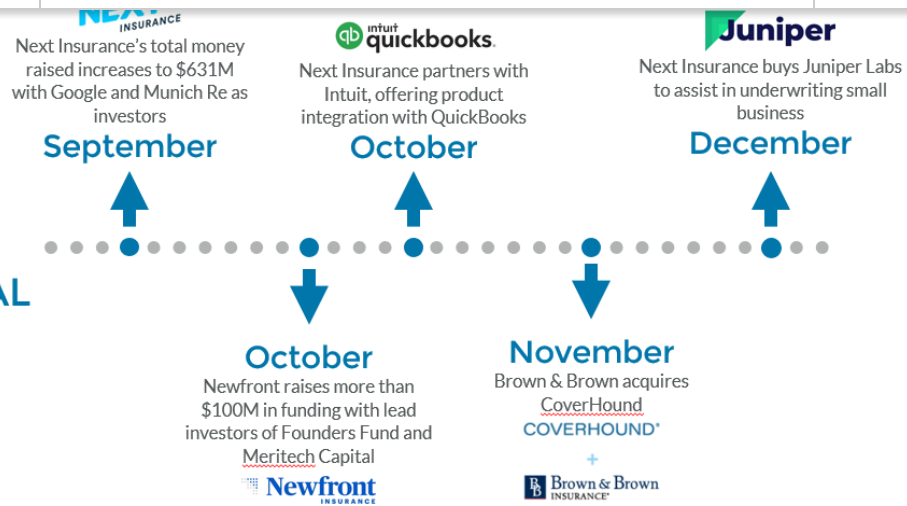 NEXT
INSURANCE
Next Insurance's total money
raised increases to $631M
with Google and Munich Re as
investors
September
intuit
qb quickbooks.
Next Insurance partners with
Intuit, offering product
integration with QuickBooks
October
Juniper
Next Insurance buys Juniper Labs
to assist in underwriting small
business
December
AL
October
Newfront raises more than
$100M in funding with lead
investors of Founders Fund and
Meritech Capital
Newfront
INSURANCE
November
Brown & Brown acquires
CoverHound
COVERHOUND
+
BB Brown & Brown
INSURANCE